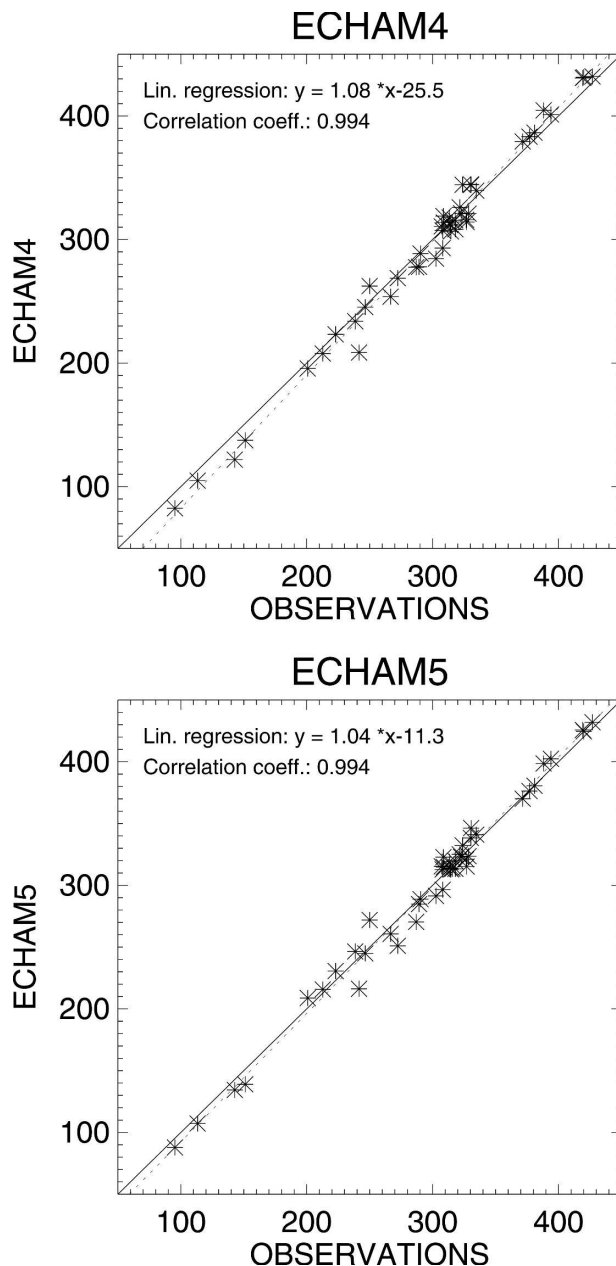 ECHAM4
Lin. regression: y = 1.08 *x-25.5
Correlation coeff.: 0.994
400
300
200
100
ECHAM4
100 200 300 400
OBSERVATIONS
ECHAM5
Lin. regression: y = 1.04 *x-11.3
Correlation coeff.: 0.994
400
300
200
100
ECHAM5
100 200 300 400
OBSERVATIONS